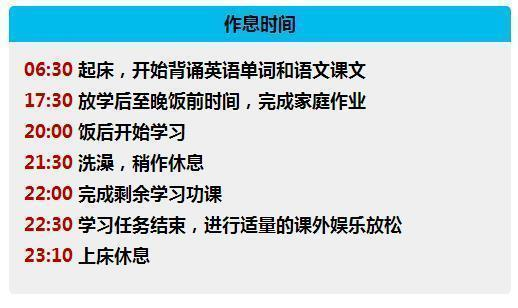 作息时间
06:30 起床，开始背诵英语单词和语文课文
17:30 放学后至晚饭前时间，完成家庭作业
20:00 饭后开始学习
21:30 洗澡，稍作休息
22:00 完成剩余学习功课
22:30 学习任务结束，进行适量的课外娱乐放松
23:10 上床休息